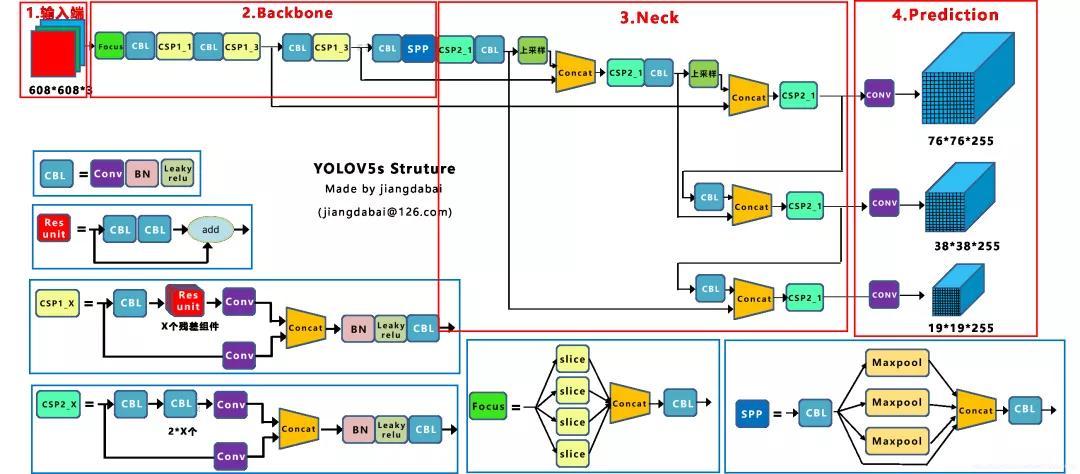 1.输入端
2.Backbone
3.Neck
4.Prediction
608*608*3
Focus
CBL
CSP1_1
CBL
CSP1_3
CBL
CSP1_3
CBL
SPP
CSP2_1
CBL
上采样
Concat
CSP2_1
CBL
上采样
Concat
CSP2_1
CONV
76*76*255
CBL
Concat
CSP2_1
CONV
38*38*255
CBL
Concat
CSP2_1
CONV
19*19*255
YOLOV5s Struture
Made by jiangdabai
(jiangdabai@126.com)
CBL
=
Conv
BN
Leaky
relu
Res
unit
=
CBL
CBL
add
CSP1_X
=
CBL
Res
unit
X个残差组件
Conv
Conv
Concat
BN
Leaky
relu
CBL
CSP2_X
=
CBL
CBL
2*X个
Conv
Conv
Concat
BN
Leaky
relu
CBL
Focus
=
slice
slice
slice
slice
Concat
CBL
SPP
=
CBL
Maxpool
Maxpool
Maxpool
Concat
CBL